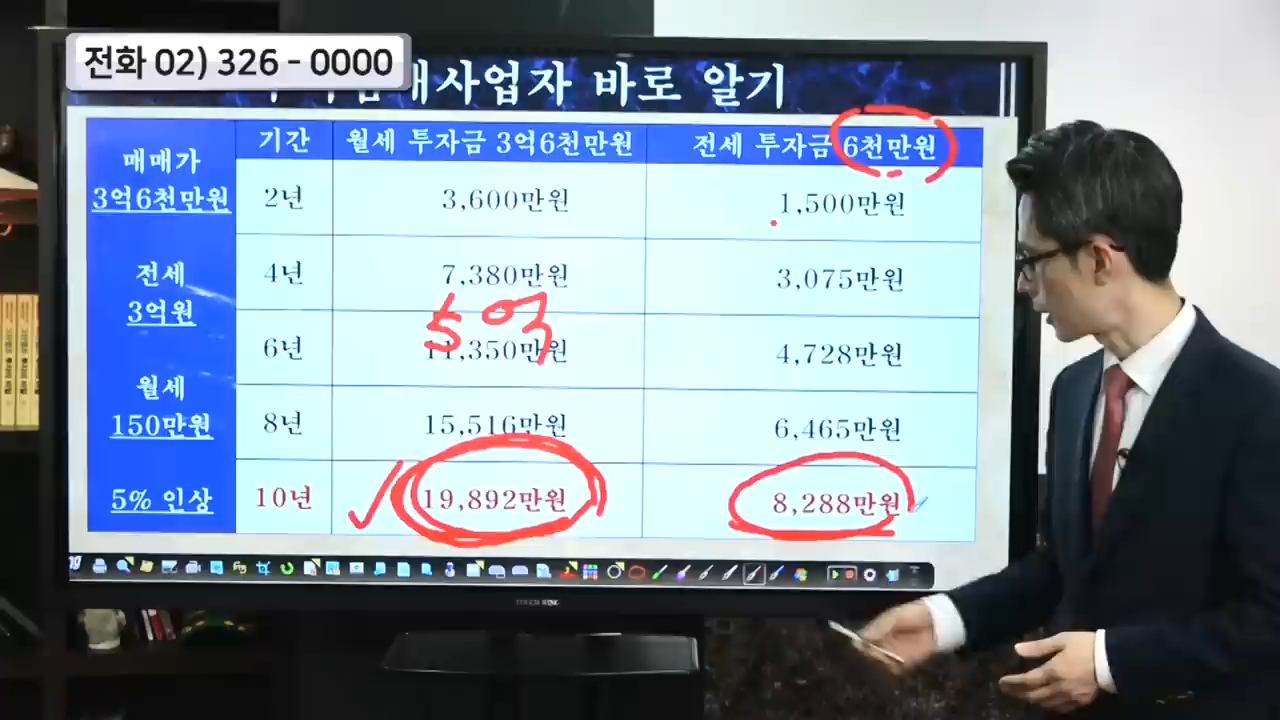 전화 02) 326 - 0000
사업자 바로 알기
매매가
3억6천만원
기간
월세 투자금 3억6천만원
전세 투자금 6천만원
2년
3,600만원
1,500만원
전세
3억원
4년
7,380만원
3,075만원
5억
6년
11,350만원
4,728만원
월세
150만원
8년
15,516만원
6,465만원
5% 인상
10년
19,892만원
8,288만원